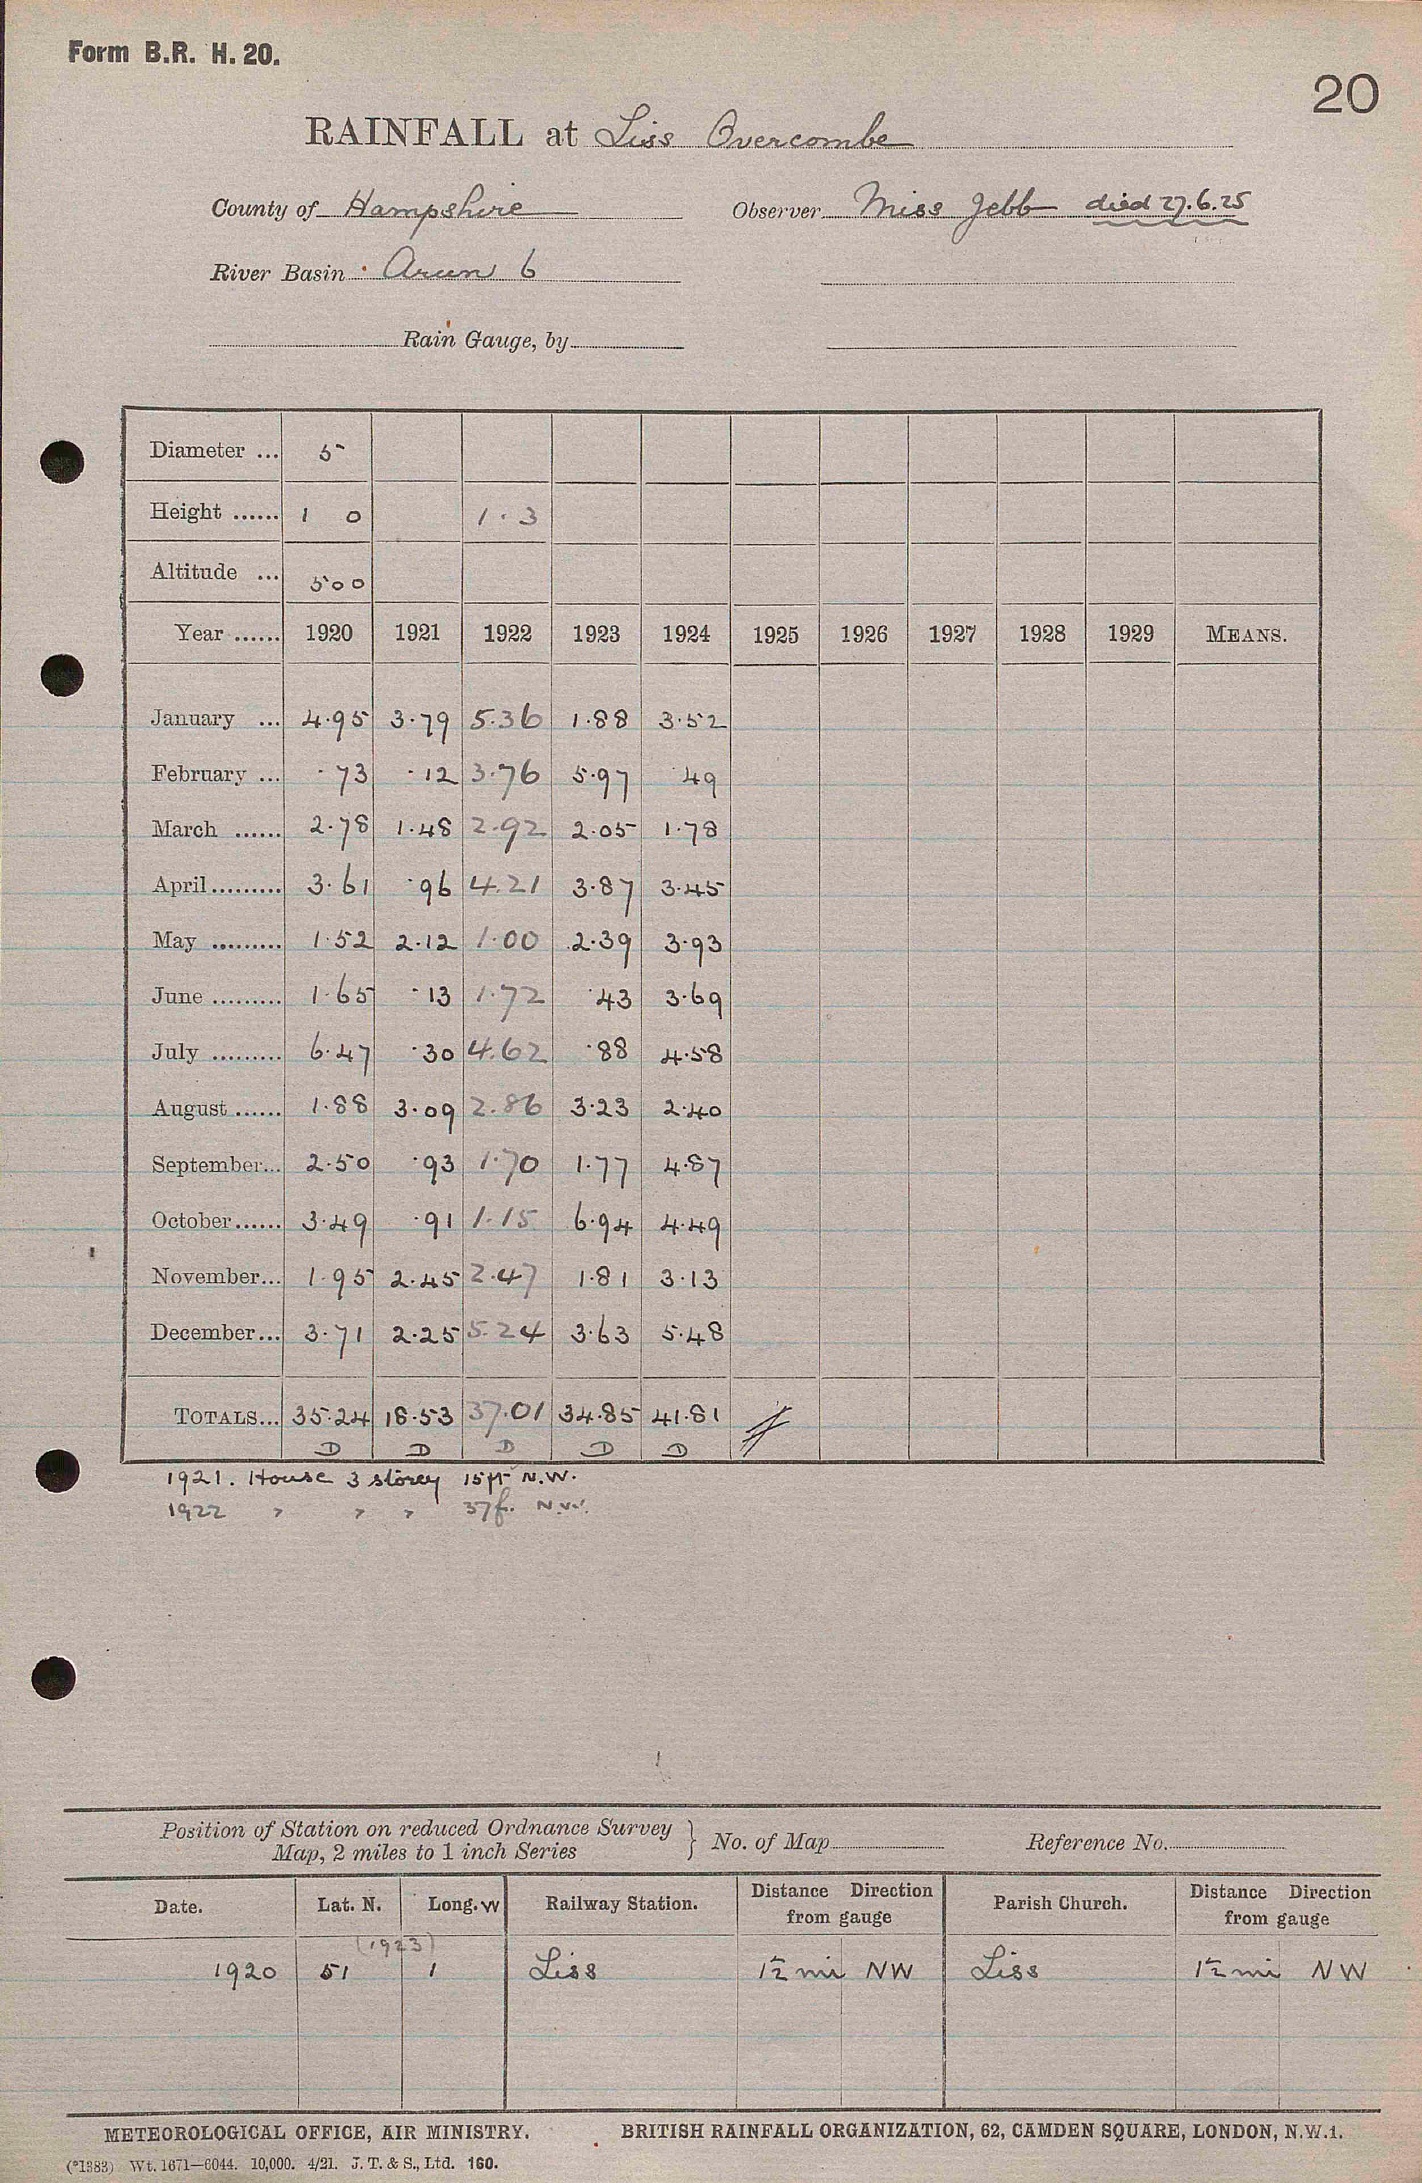 Form B.R. H. 20.
20
RAINFALL at Liss Overcombe
County of Hampshire Observer Miss Jebb died 27.6.25
River Basin Arun 6
Rain Gauge, by
Diameter ... 5
Height ...... 1 0 1.3
Altitude ... 500
Year ...... 1920 1921 1922 1923 1924 1925 1926 1927 1928 1929 MEANS.
January ... 4.95 3.79 5.36 1.88 3.52
February ... .73 .12 3.76 5.97 .49
March ...... 2.78 1.48 2.92 2.05 1.78
April ......... 3.61 .96 4.21 3.87 3.45
May ......... 1.52 2.12 1.00 2.39 3.93
June ......... 1.65 .13 1.72 .43 3.69
July ......... 6.47 .30 4.62 .88 4.58
August ...... 1.88 3.09 2.86 3.23 2.40
September... 2.50 .93 1.70 1.77 4.87
October ...... 3.49 .91 1.15 6.94 4.49
November... 1.95 2.45 2.47 1.81 3.13
December... 3.71 2.25 5.24 3.63 5.48
TOTALS... 35.24 18.53 37.01 34.85 41.81
D D D D D
1921. House 3 storey 15ft N.W.
1922 " " " 37f. N.W.
Position of Station on reduced Ordnance Survey
Map, 2 miles to 1 inch Series } No. of Map Reference No.
Date. Lat. N. Long. W Railway Station. Distance Direction from gauge Parish Church. Distance Direction from gauge
(1923)
1920 51 1 Liss 1½ mi NW Liss 1½ mi NW
METEOROLOGICAL OFFICE, AIR MINISTRY. BRITISH RAINFALL ORGANIZATION, 62, CAMDEN SQUARE, LONDON, N.W.1.
(*1383) Wt. 1671—6044. 10,000. 4/21. J. T. & S., Ltd. 160.